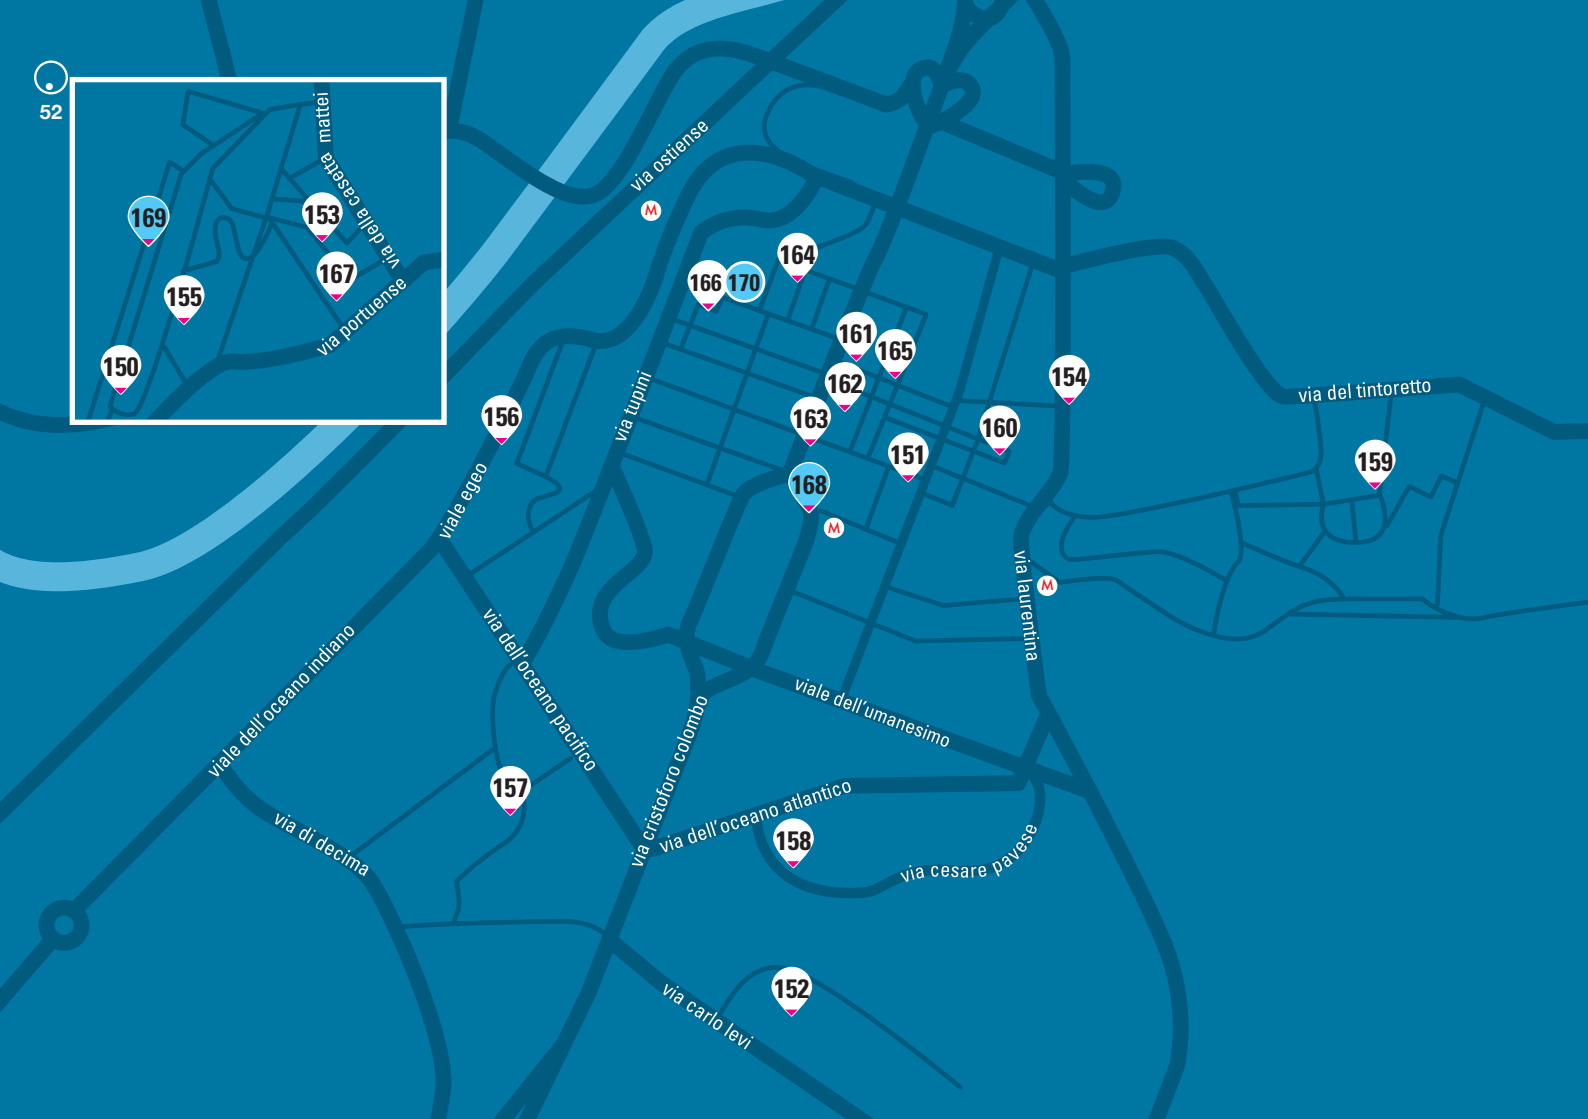 52
mattei
via della casetta
169
153
167
155
150
via portuense
via ostiense
M
164
166
170
161
165
162
154
via del tintoretto
via tupini
156
163
160
151
159
168
M
viale egeo
via laurentina
M
viale dell'oceano indiano
via dell'oceano pacifico
viale dell'umanesimo
via cristoforo colombo
157
via dell'oceano atlantico
via di decima
158
via cesare pavese
152
via carlo levi